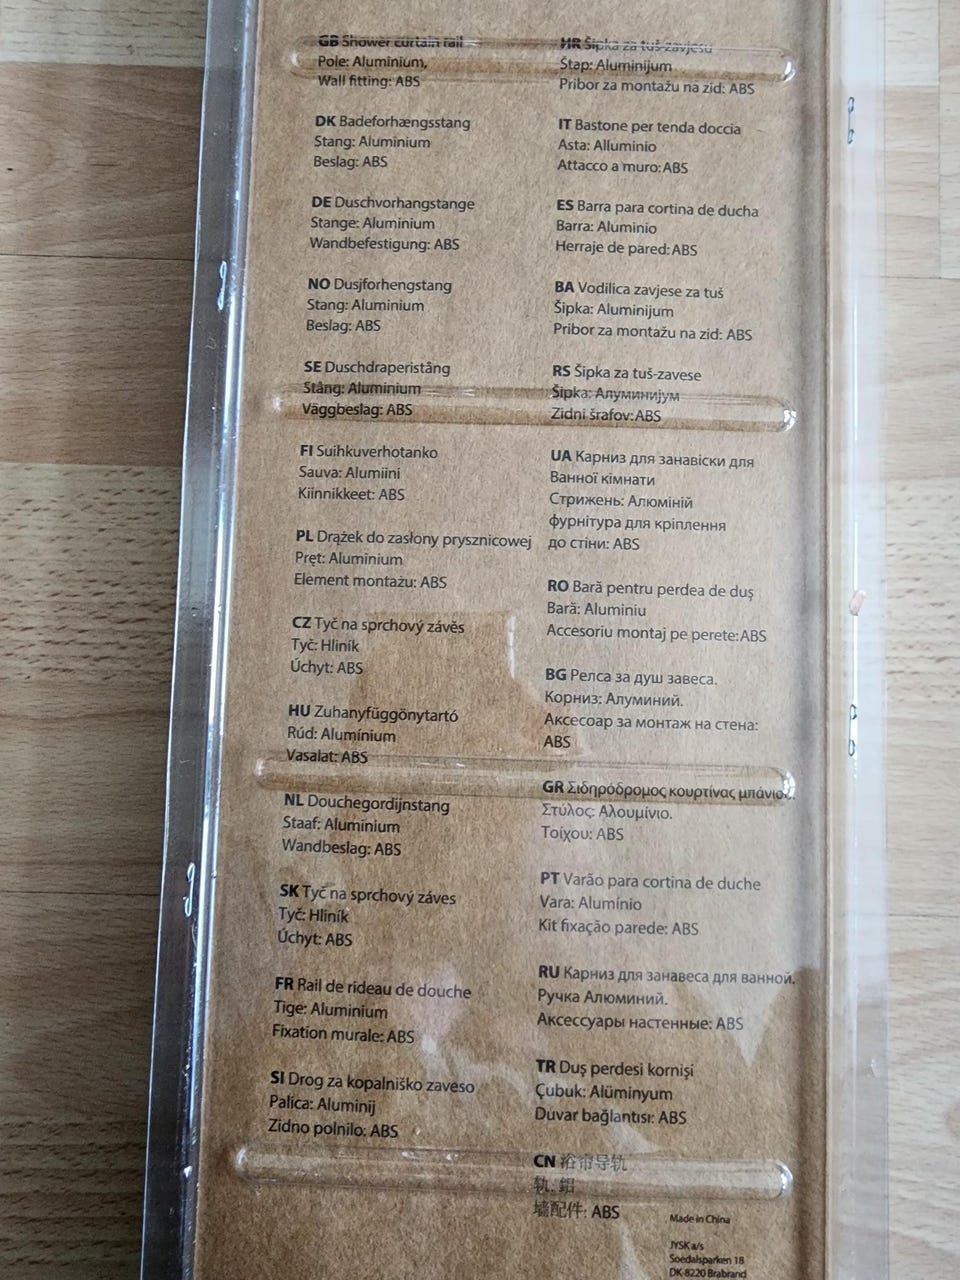 GB Shower curtain rail
Pole: Aluminium,
Wall fitting: ABS
DK Badeforhængsstang
Stang: Aluminium
Beslag: ABS
DE Duschvorhangstange
Stange: Aluminium
Wandbefestigung: ABS
NO Dusjforhengstang
Stang: Aluminium
Beslag: ABS
SE Duschdraperistång
Stång: Aluminium
Väggbeslag: ABS
FI Suihkuverhotanko
Sauva: Alumiini
Kiinnikkeet: ABS
PL Drążek do zasłony prysznicowej
Pręt: Aluminium
Element montażu: ABS
CZ Tyč na sprchový závěs
Tyč: Hliník
Úchyt: ABS
HU Zuhanyfüggönytartó
Rúd: Alumínium
Vasalat: ABS
NL Douchegordijnstang
Staaf: Aluminium
Wandbeslag: ABS
SK Tyč na sprchový záves
Tyč: Hliník
Úchyt: ABS
FR Rail de rideau de douche
Tige: Aluminium
Fixation murale: ABS
SI Drog za kopalniško zaveso
Palica: Aluminij
Zidno polnilo: ABS
HR Šipka za tuš-zavjesu
Štap: Aluminijum
Pribor za montažu na zid: ABS
IT Bastone per tenda doccia
Asta: Alluminio
Attacco a muro: ABS
ES Barra para cortina de ducha
Barra: Aluminio
Herraje de pared: ABS
BA Vodilica zavjese za tuš
Šipka: Aluminijum
Pribor za montažu na zid: ABS
RS Šipka za tuš-zavese
Šipka: Алуминијум
Zidni šrafov: ABS
UA Карниз для занавіски для
Ванної кімнати
Стрижень: Алюміній
фурнітура для кріплення
до стіни: ABS
RO Bară pentru perdea de duş
Bară: Aluminiu
Accesoriu montaj pe perete: ABS
BG Релса за душ завеса.
Корниз: Алуминий.
Аксесоар за монтаж на стена:
ABS
GR Σιδηρόδρομος κουρτίνας μπάνιου.
Στύλος: Αλουμίνιο.
Τοίχου: ABS
PT Varão para cortina de duche
Vara: Alumínio
Kit fixação parede: ABS
RU Карниз для занавеса для ванной.
Ручка Алюминий.
Аксессуары настенные: ABS
TR Duş perdesi kornişi
Çubuk: Alüminyum
Duvar bağlantısı: ABS
CN 浴帘导轨
轨: 铝
墙配件: ABS
Made in China
JYSK a/s
Soedalsparken 18
DK-8220 Brabrand